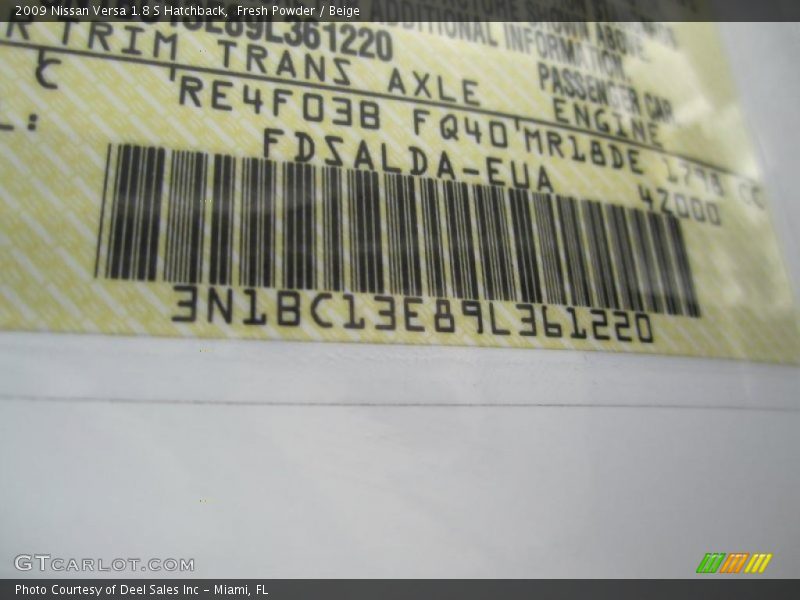 2009 Nissan Versa 1.8 S Hatchback, Fresh Powder / Beige
E89L361220
ADDITIONAL INFORMATION.
SHOWN ABOVE.
R TRIM TRANS AXLE
PASSENGER CAR
ENGINE
C RE4F03B FQ40 MR18DE 1798 CC
L:
FDSALDA-EUA 42000
3N1BC13E89L361220
GTCARLOT.COM
Photo Courtesy of Deel Sales Inc – Miami, FL